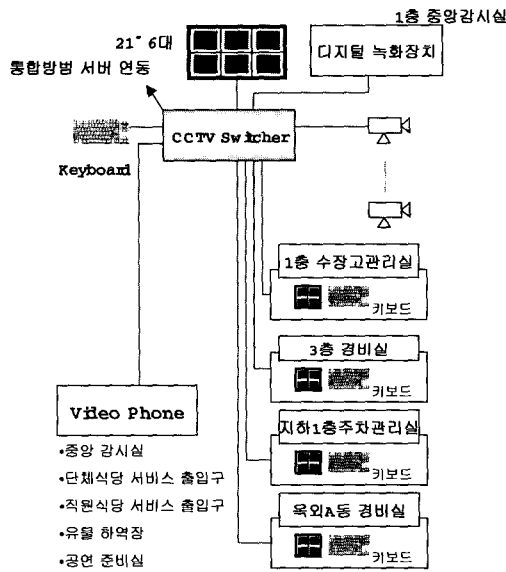 1층 중앙감시실
21" 6대
디지털 녹화장치
통합방범 서버 연동
CCTV Switcher
Keyboard
1층 수장고관리실
키보드
3층 경비실
키보드
Video Phone
지하1층주차관리실
키보드
•중앙 감시실
•단체식당 서비스 출입구
•직원식당 서비스 출입구
옥외A동 경비실
•유물 하역장
키보드
•공연 준비실